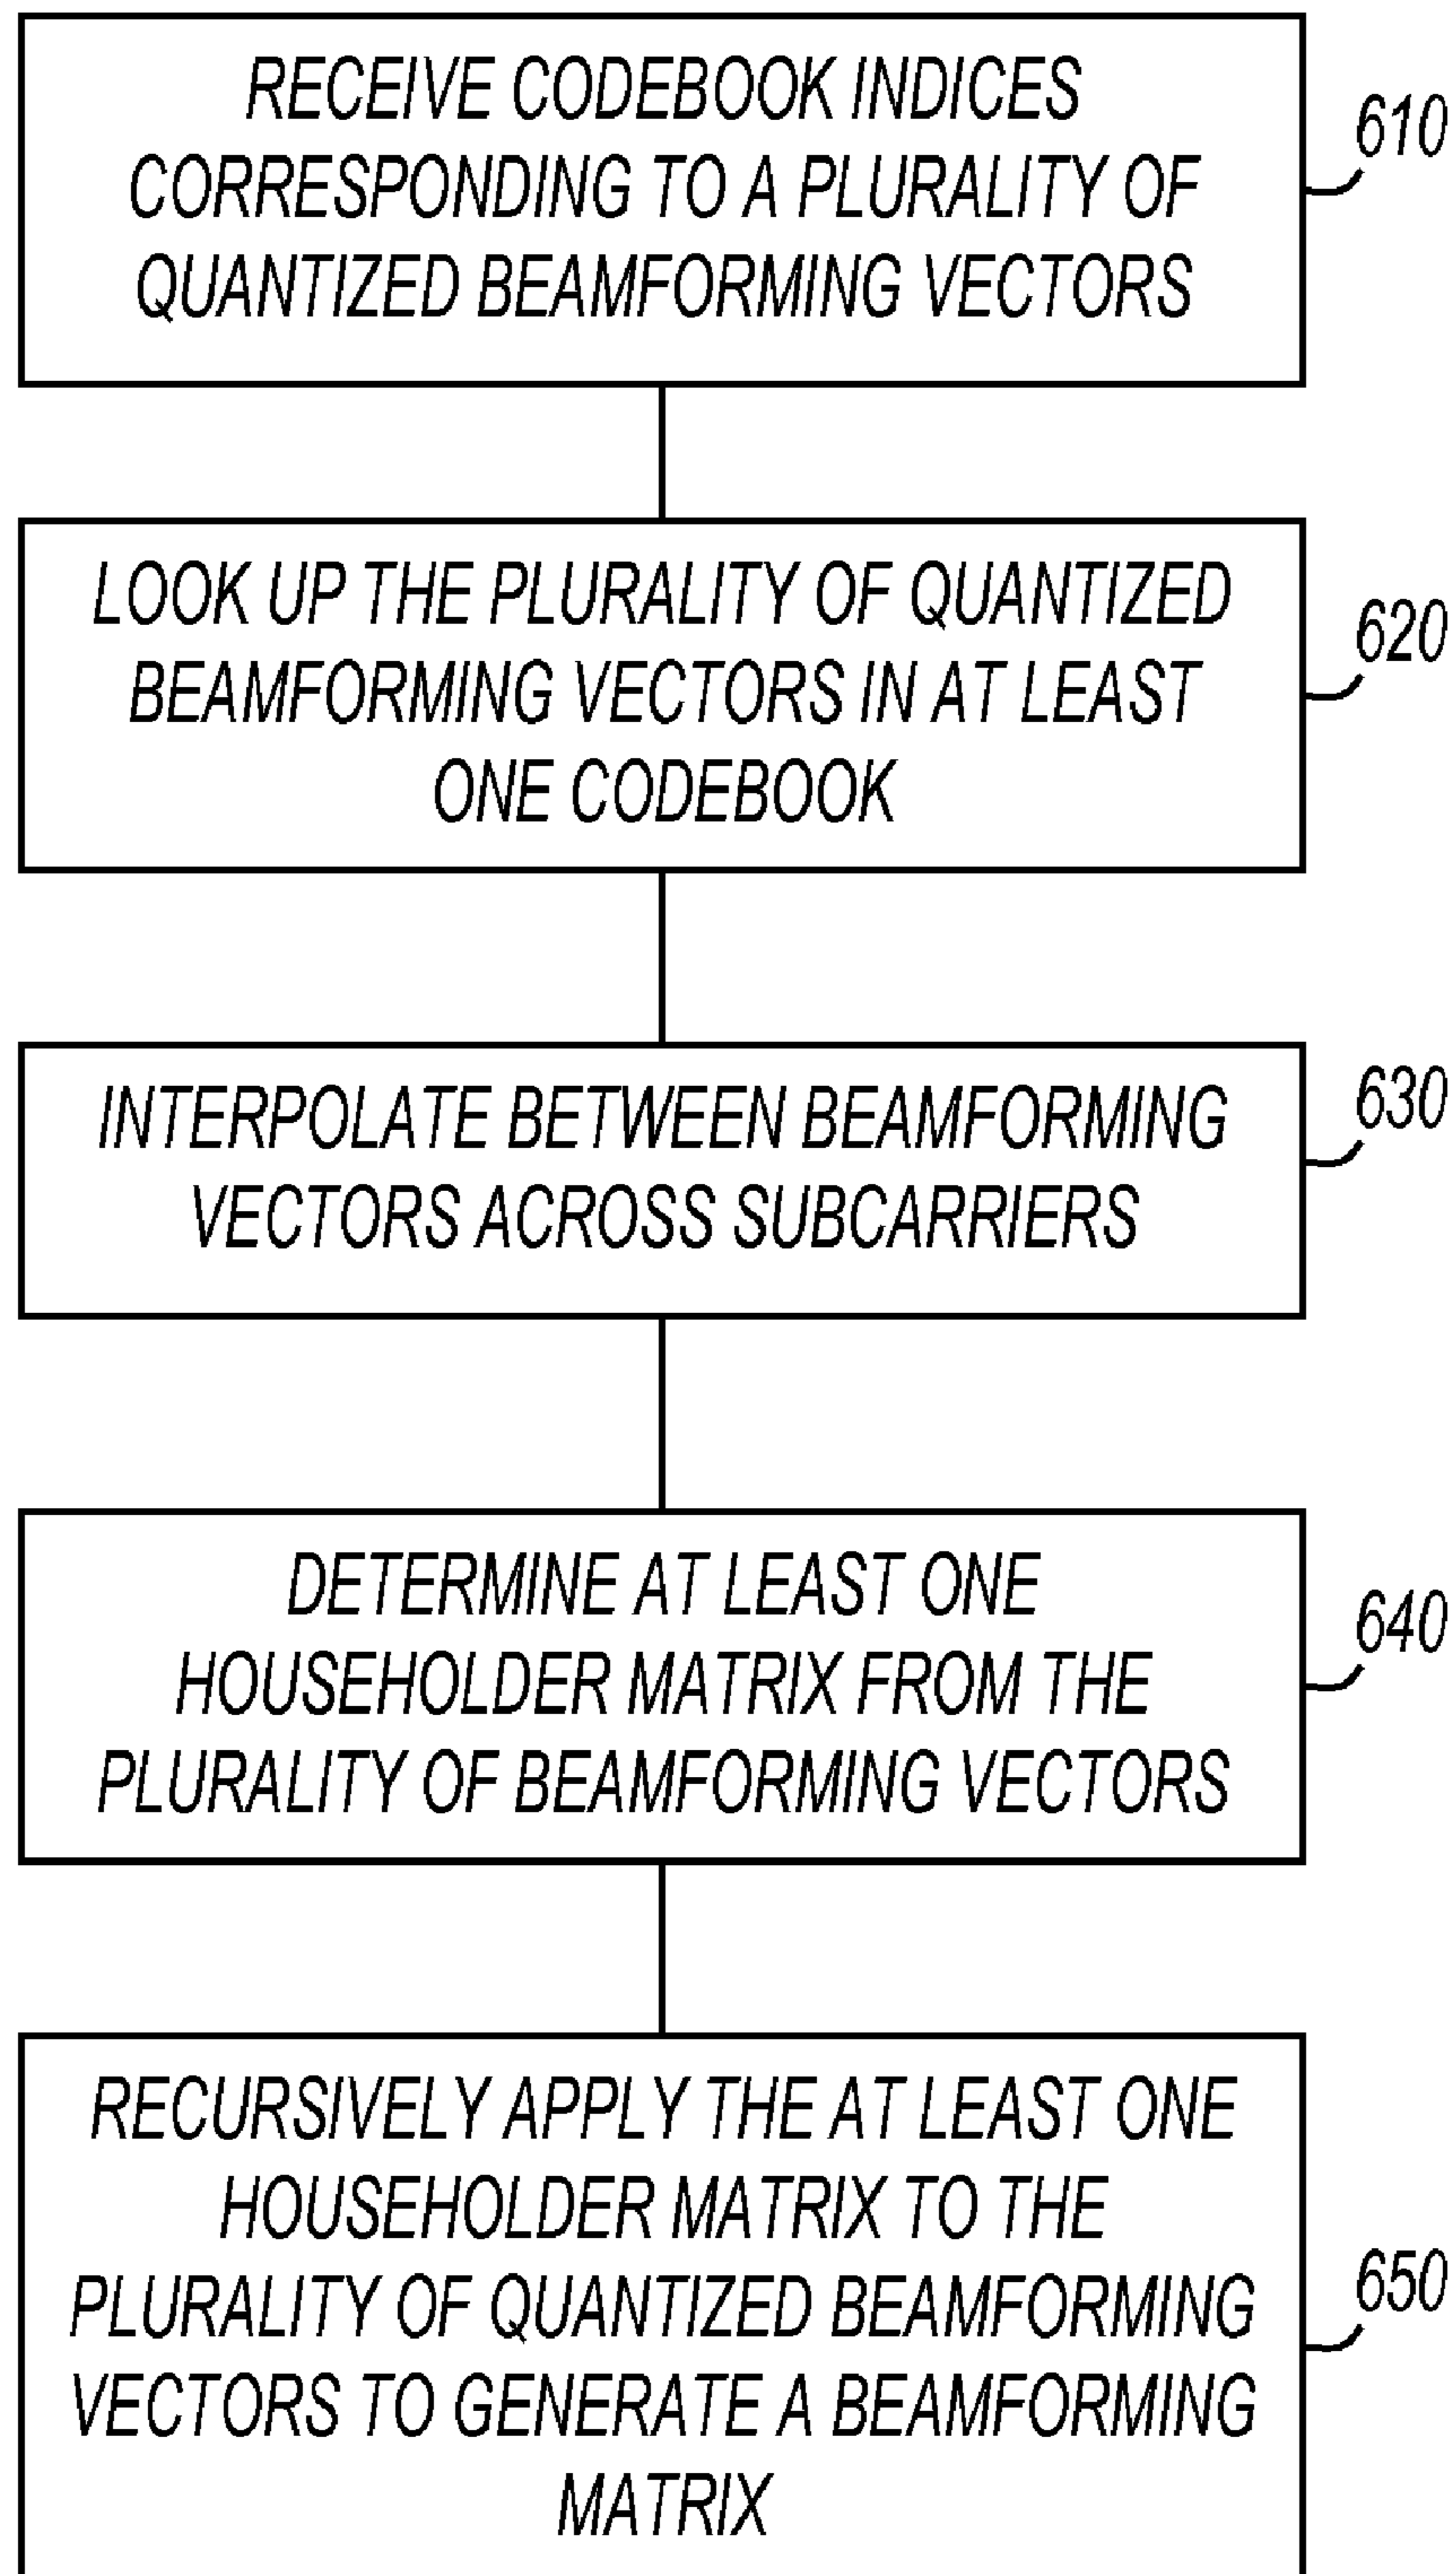 RECEIVE CODEBOOK INDICES
CORRESPONDING TO A PLURALITY OF
QUANTIZED BEAMFORMING VECTORS
610
LOOK UP THE PLURALITY OF QUANTIZED
BEAMFORMING VECTORS IN AT LEAST
ONE CODEBOOK
620
INTERPOLATE BETWEEN BEAMFORMING
VECTORS ACROSS SUBCARRIERS
630
DETERMINE AT LEAST ONE
HOUSEHOLDER MATRIX FROM THE
PLURALITY OF BEAMFORMING VECTORS
640
RECURSIVELY APPLY THE AT LEAST ONE
HOUSEHOLDER MATRIX TO THE
PLURALITY OF QUANTIZED BEAMFORMING
VECTORS TO GENERATE A BEAMFORMING
MATRIX
650